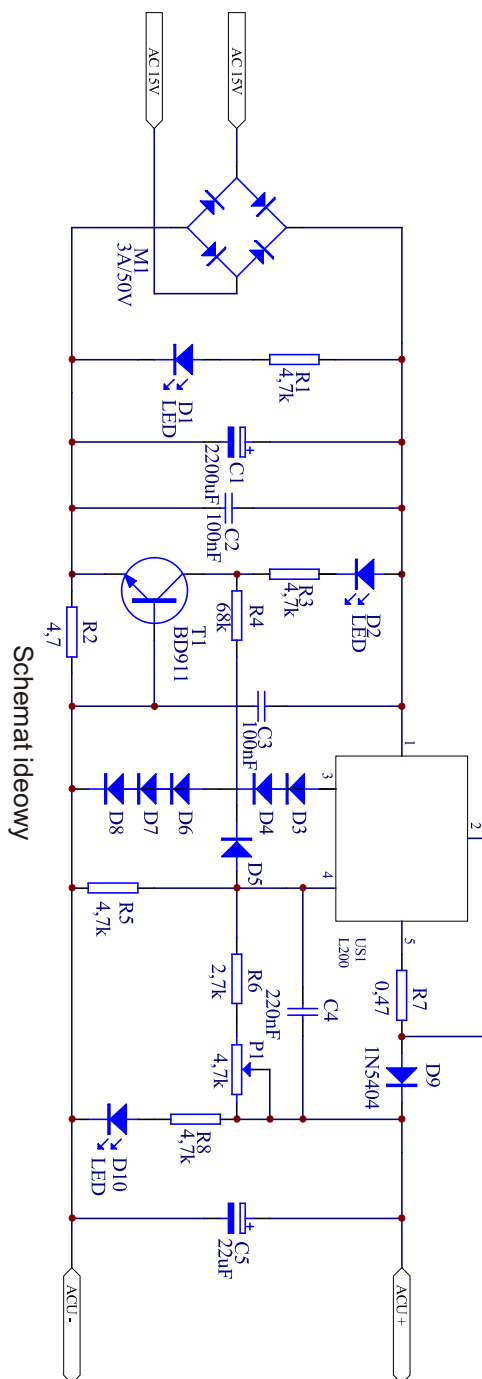 AC 15V
AC 15V
M1
3A/50V
R1
4,7k
D1
LED
C1
2200uF
C2
100nF
D2
LED
R3
4,7k
R4
68k
T1
BD911
R2
4,7
C3
100nF
1
2
3
4
5
US1
L200
D3
D4
D6
D7
D8
D5
R5
4,7k
R6
2,7k
C4
220nF
R7
0,47
P1
4,7k
D9
1N5404
R8
4,7k
D10
LED
C5
22uF
ACU +
ACU -
Schemat ideowy